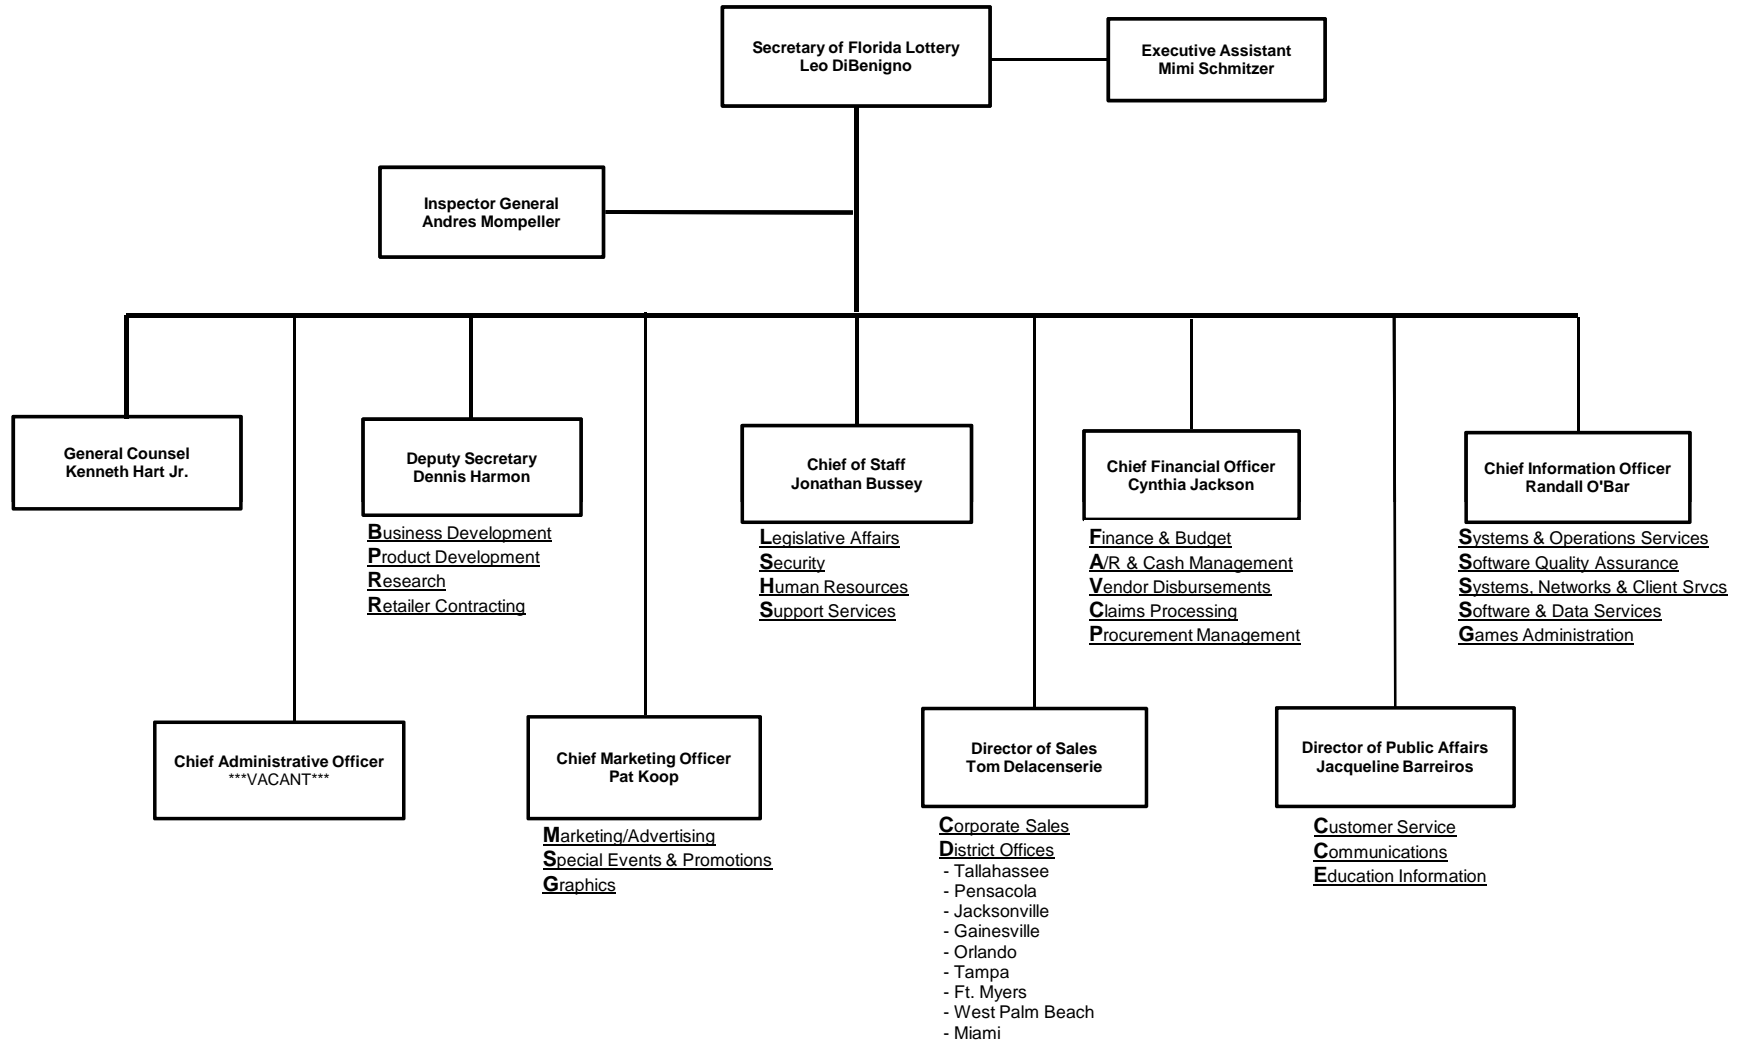 Secretary of Florida Lottery
Leo DiBenigno
Executive Assistant
Mimi Schmitzer
Inspector General
Andres Mompeller
General Counsel
Kenneth Hart Jr.
Deputy Secretary
Dennis Harmon
Business Development
Product Development
Research
Retailer Contracting
Chief of Staff
Jonathan Bussey
Legislative Affairs
Security
Human Resources
Support Services
Chief Financial Officer
Cynthia Jackson
Finance & Budget
A/R & Cash Management
Vendor Disbursements
Claims Processing
Procurement Management
Chief Information Officer
Randall O'Bar
Systems & Operations Services
Software Quality Assurance
Systems, Networks & Client Srvcs
Software & Data Services
Games Administration
Chief Administrative Officer
***VACANT***
Chief Marketing Officer
Pat Koop
Marketing/Advertising
Special Events & Promotions
Graphics
Director of Sales
Tom Delacenserie
Corporate Sales
District Offices
- Tallahassee
- Pensacola
- Jacksonville
- Gainesville
- Orlando
- Tampa
- Ft. Myers
- West Palm Beach
- Miami
Director of Public Affairs
Jacqueline Barreiros
Customer Service
Communications
Education Information